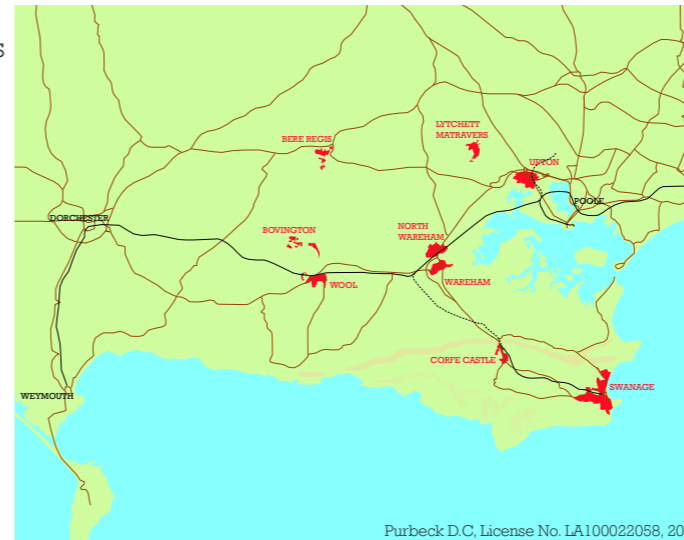 S
LYTCHETT
MATRAVERS
BERE REGIS
UPTON
POOLE
DORCHESTER
BOVINGTON
NORTH
WAREHAM
WAREHAM
WOOL
CORFE CASTLE
SWANAGE
WEYMOUTH
Purbeck D.C, License No. LA100022058, 20